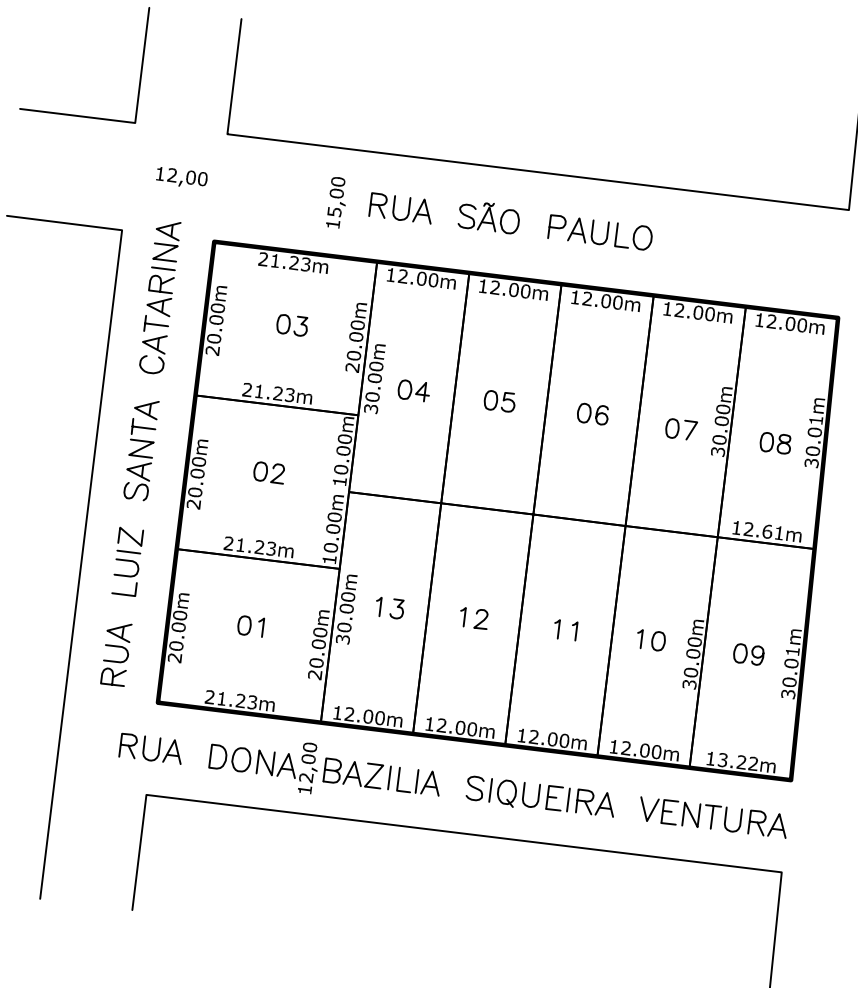 12,00
15,00
RUA SÃO PAULO
RUA LUIZ SANTA CATARINA
21.23m
12.00m
12.00m
12.00m
12.00m
12.00m
20.00m
03
20.00m
30.00m
04
05
06
07
30.00m
08
30.01m
21.23m
20.00m
02
10.00m
10.00m
12.61m
21.23m
20.00m
01
20.00m
30.00m
13
12
11
10
30.00m
09
30.01m
21.23m
12.00m
12.00m
12.00m
12.00m
13.22m
RUA DONA BAZILIA SIQUEIRA VENTURA
12,00